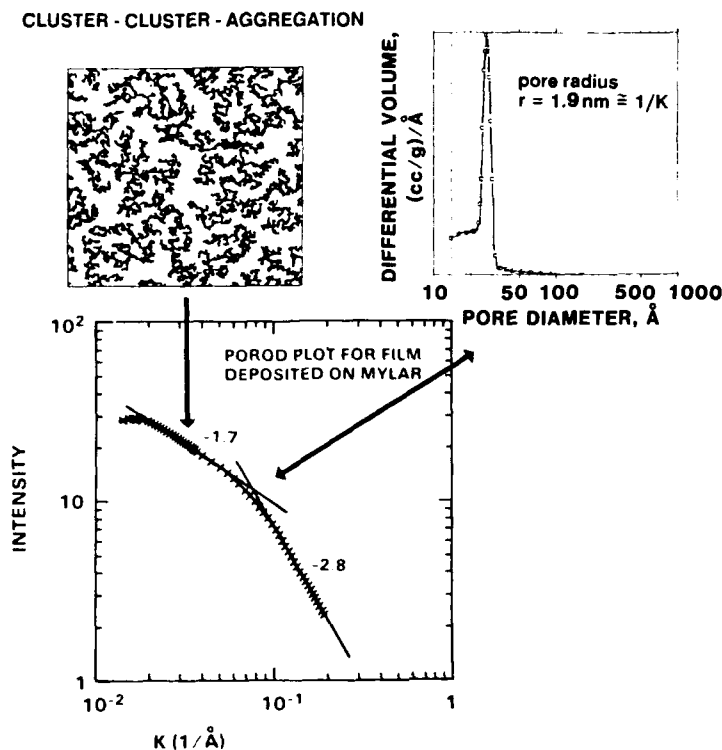 CLUSTER - CLUSTER - AGGREGATION
DIFFERENTIAL VOLUME,
(cc/g)/Å
pore radius
r = 1.9 nm ≅ 1/K
10 50 100 500 1000
PORE DIAMETER, Å
10²
POROD PLOT FOR FILM
DEPOSITED ON MYLAR
-1.7
INTENSITY
10
-2.8
1
10⁻² 10⁻¹ 1
K (1/Å)